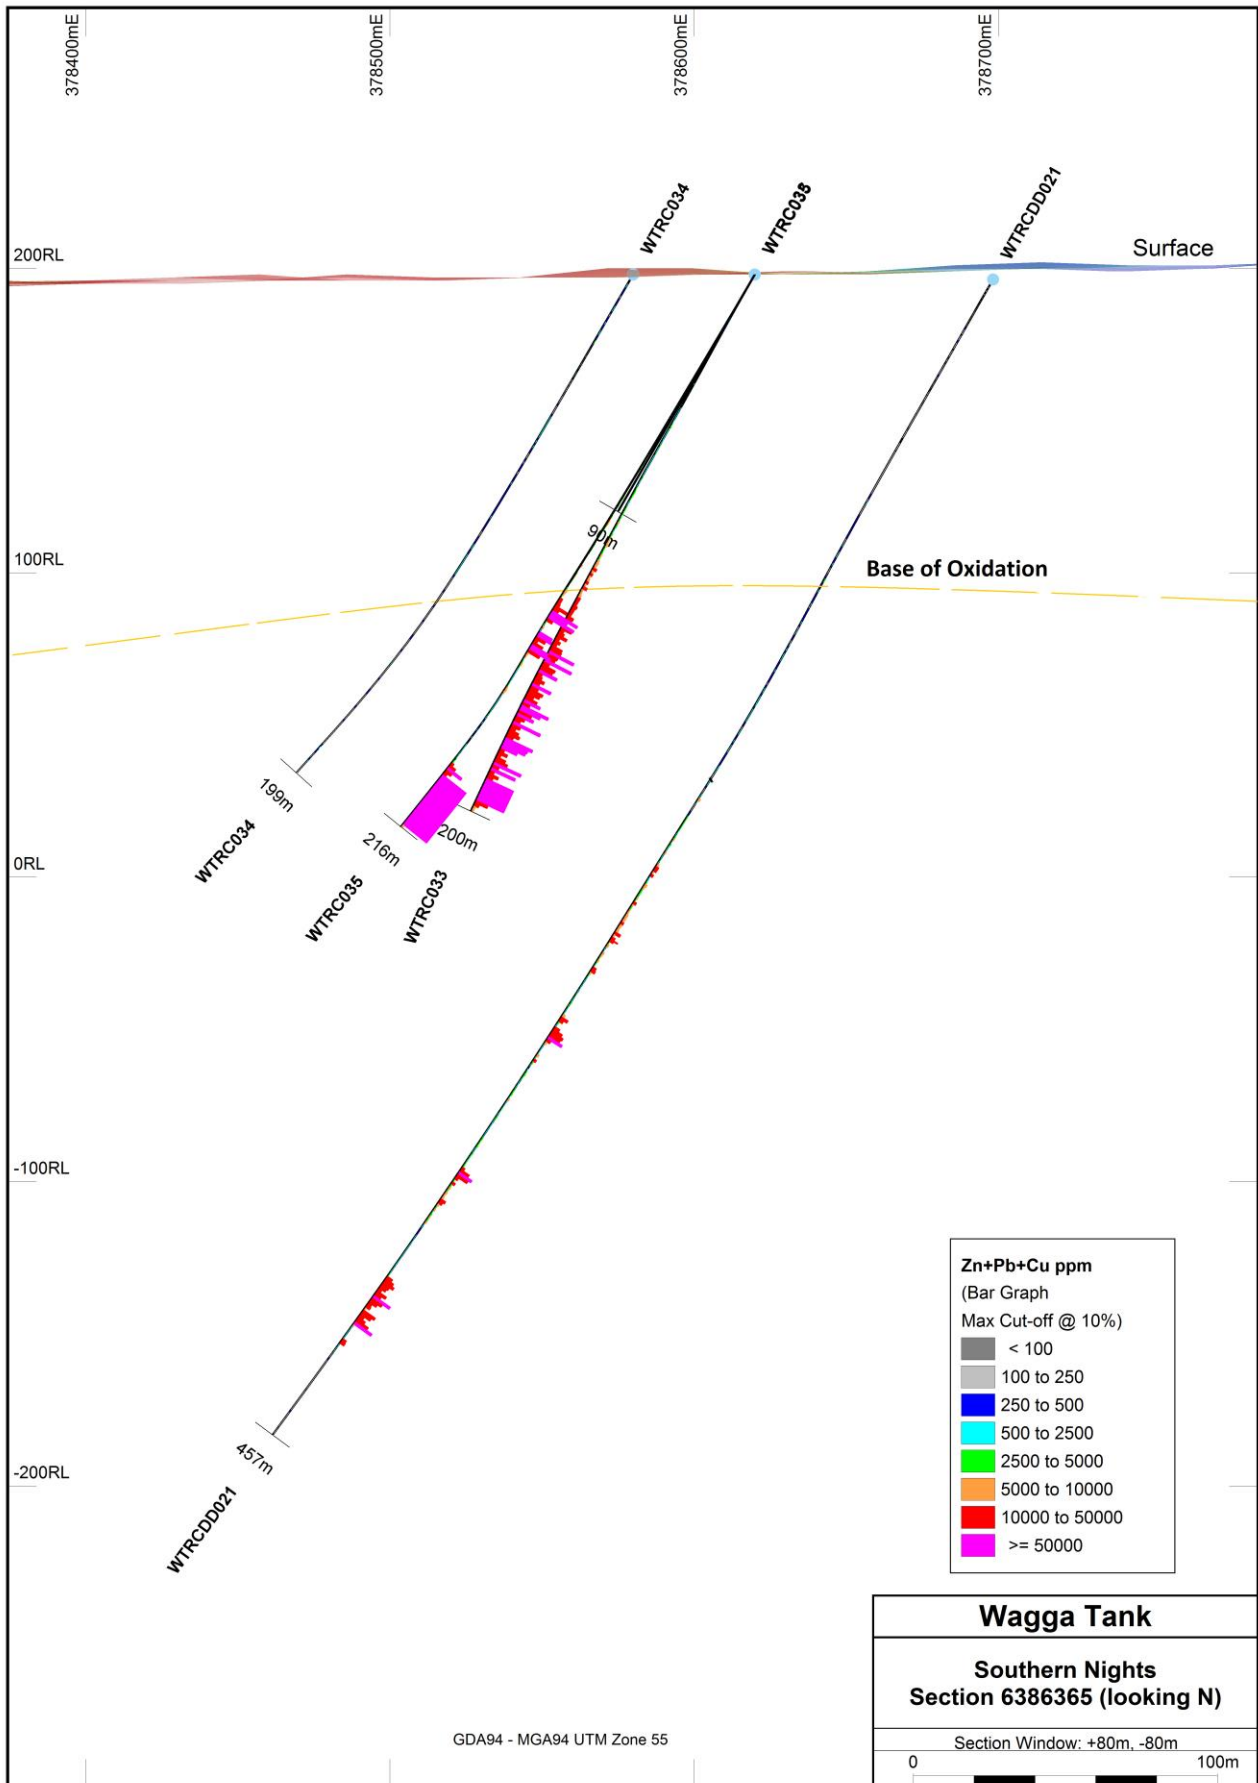 378400mE
378500mE
378600mE
378700mE
WTRC034
WTRC035
WTRCDD021
200RL
Surface
90m
100RL
Base of Oxidation
199m
WTRC034
216m
200m
0RL
WTRC035
WTRC033
-100RL
457m
-200RL
WTRCDD021
Zn+Pb+Cu ppm
(Bar Graph
Max Cut-off @ 10%)
< 100
100 to 250
250 to 500
500 to 2500
2500 to 5000
5000 to 10000
10000 to 50000
>= 50000
Wagga Tank
Southern Nights
Section 6386365 (looking N)
GDA94 - MGA94 UTM Zone 55
Section Window: +80m, -80m
0 100m